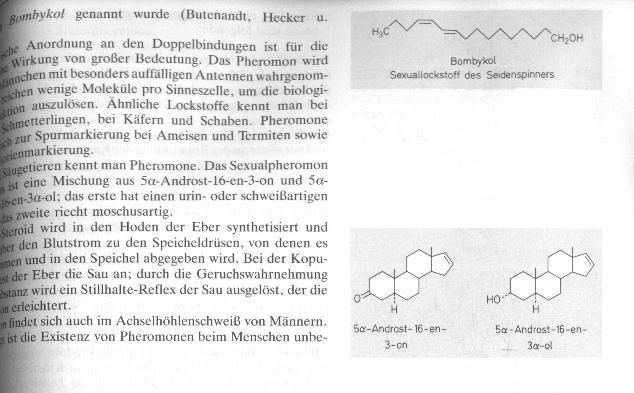 Bombykol genannt wurde (Butenandt, Hecker u.
Anordnung an den Doppelbindungen ist für die
Wirkung von großer Bedeutung. Das Pheromon wird
Männchen mit besonders auffälligen Antennen wahrgenom-
reichen wenige Moleküle pro Sinneszelle, um die biologi-
auszulösen. Ähnliche Lockstoffe kennt man bei
Schmetterlingen, bei Käfern und Schaben. Pheromone
zur Spurmarkierung bei Ameisen und Termiten sowie
orienmarkierung.
Säugetieren kennt man Pheromone. Das Sexualpheromon
ist eine Mischung aus 5α-Androst-16-en-3-on und 5α-
16-en-3α-ol; das erste hat einen urin- oder schweißartigen
das zweite riecht moschusartig.
Steroid wird in den Hoden der Eber synthetisiert und
über den Blutstrom zu den Speicheldrüsen, von denen es
men und in den Speichel abgegeben wird. Bei der Kopu-
der Eber die Sau an; durch die Geruchswahrnehmung
bstanz wird ein Stillhalte-Reflex der Sau ausgelöst, der die
on erleichtert.
findet sich auch im Achselhöhlenschweiß von Männern.
ist die Existenz von Pheromonen beim Menschen unbe-
H₃C
CH₂OH
Bombykol
Sexuallockstoff des Seidenspinners
O
H
5α-Androst-16-en-
3-on
HO
H
5α-Androst-16-en-
3α-ol